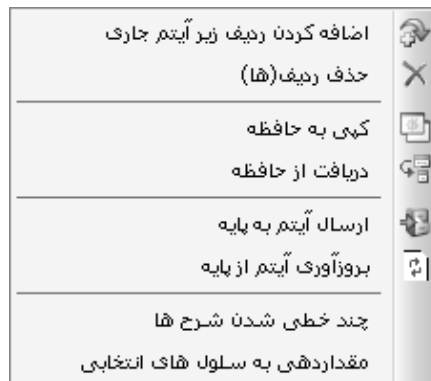 اضافه کردن ردیف زیر آیتم جاری
حذف ردیف(ها)
کپی به حافظه
دریافت از حافظه
ارسال آیتم به پایه
بروزآوری آیتم از پایه
چند خطی شدن شرح ها
مقداردهی به سلول های انتخابی